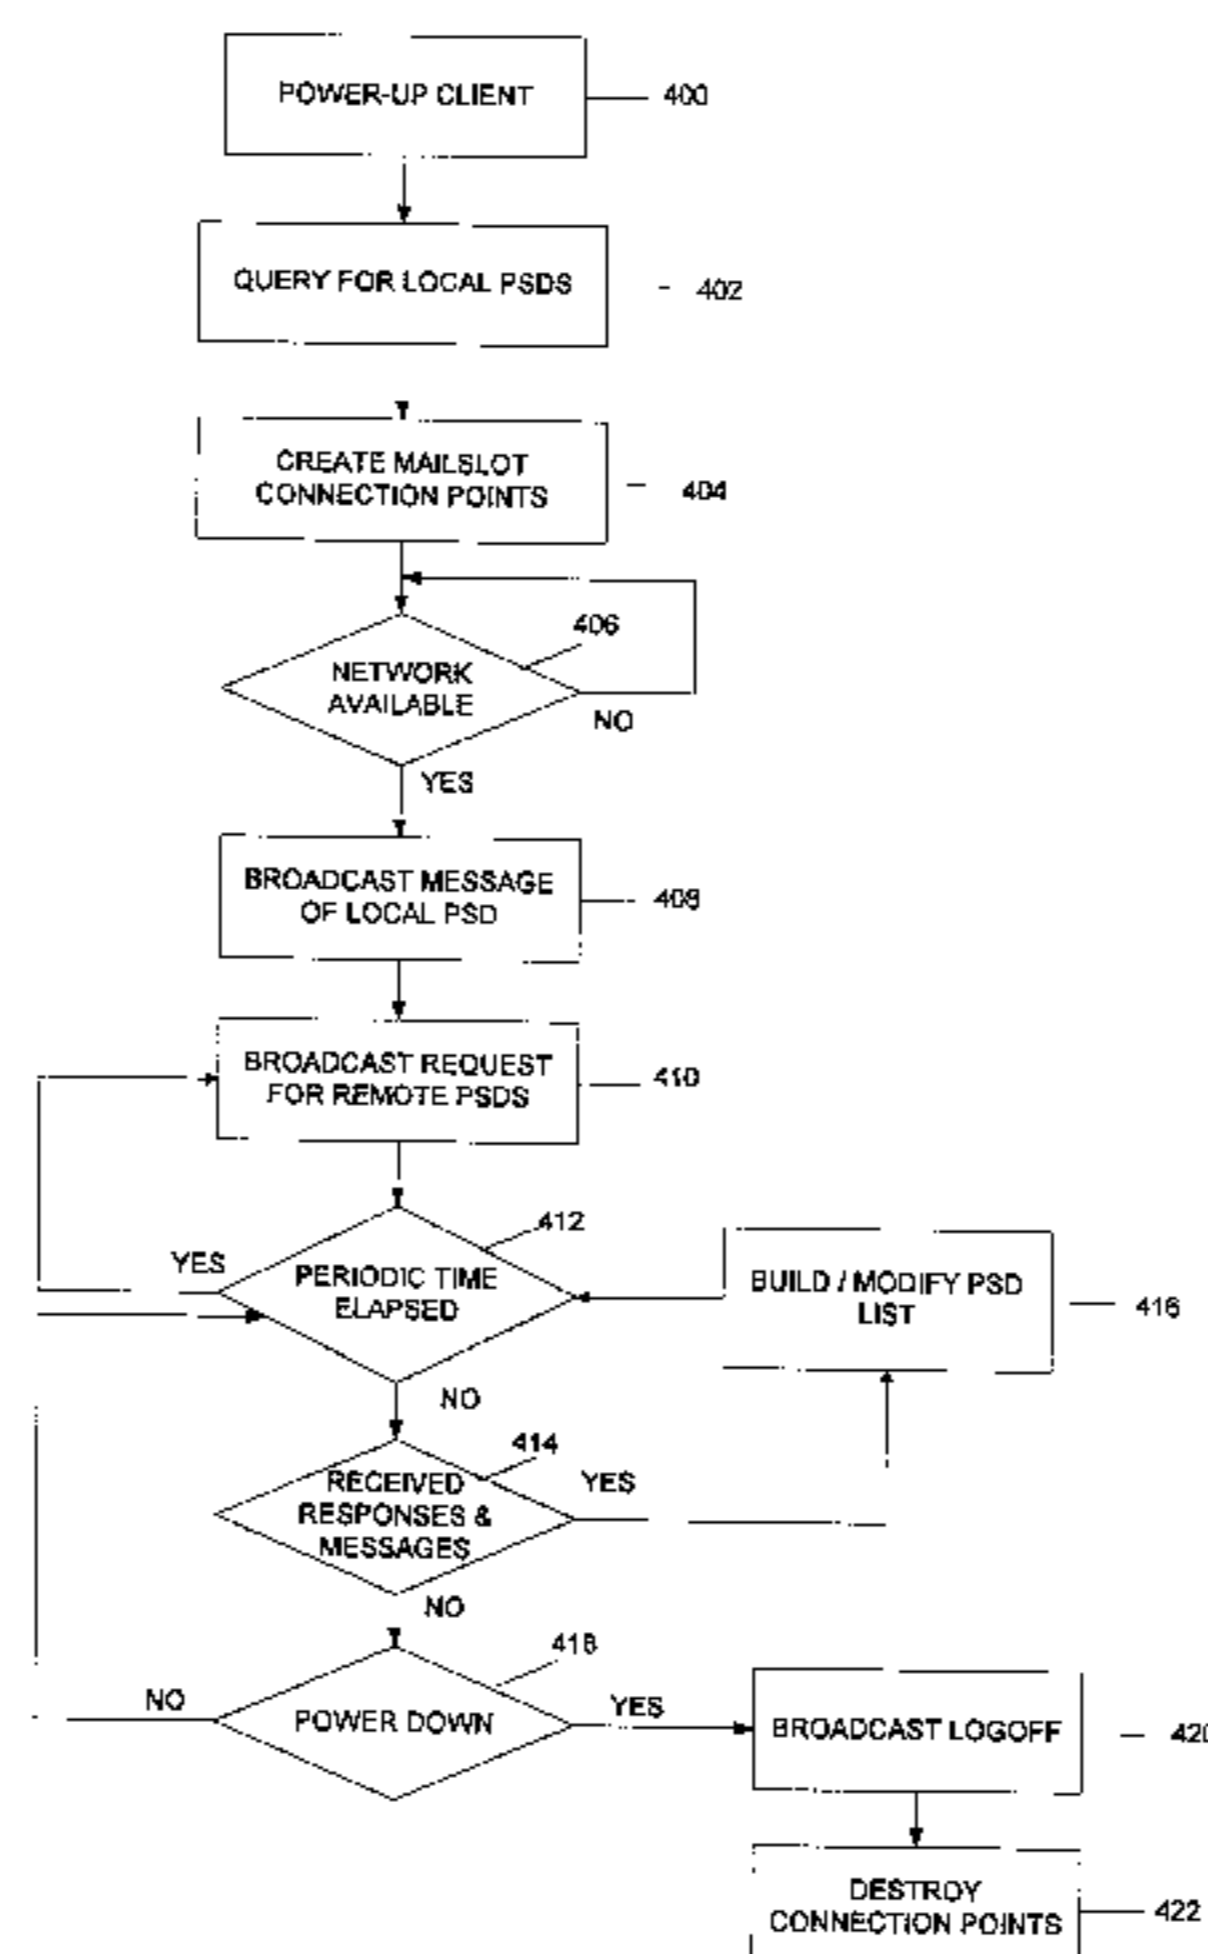 POWER-UP CLIENT
400
QUERY FOR LOCAL PSDS
402
CREATE MAILSLOT
CONNECTION POINTS
404
406
NETWORK
AVAILABLE
NO
YES
BROADCAST MESSAGE
OF LOCAL PSD
408
BROADCAST REQUEST
FOR REMOTE PSDS
410
412
YES
PERIODIC TIME
ELAPSED
BUILD / MODIFY PSD
LIST
416
NO
414
RECEIVED
RESPONSES &
MESSAGES
YES
NO
418
NO
POWER DOWN
YES
BROADCAST LOGOFF
420
DESTROY
CONNECTION POINTS
422